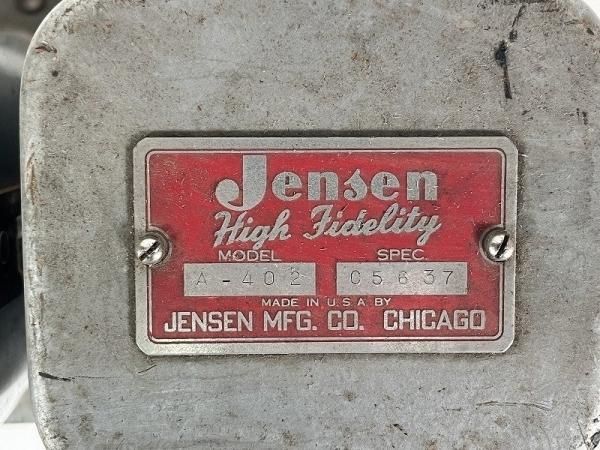 Jensen
High Fidelity
MODEL SPEC.
A-402 C5637
MADE IN U.S.A. BY
JENSEN MFG. CO. CHICAGO